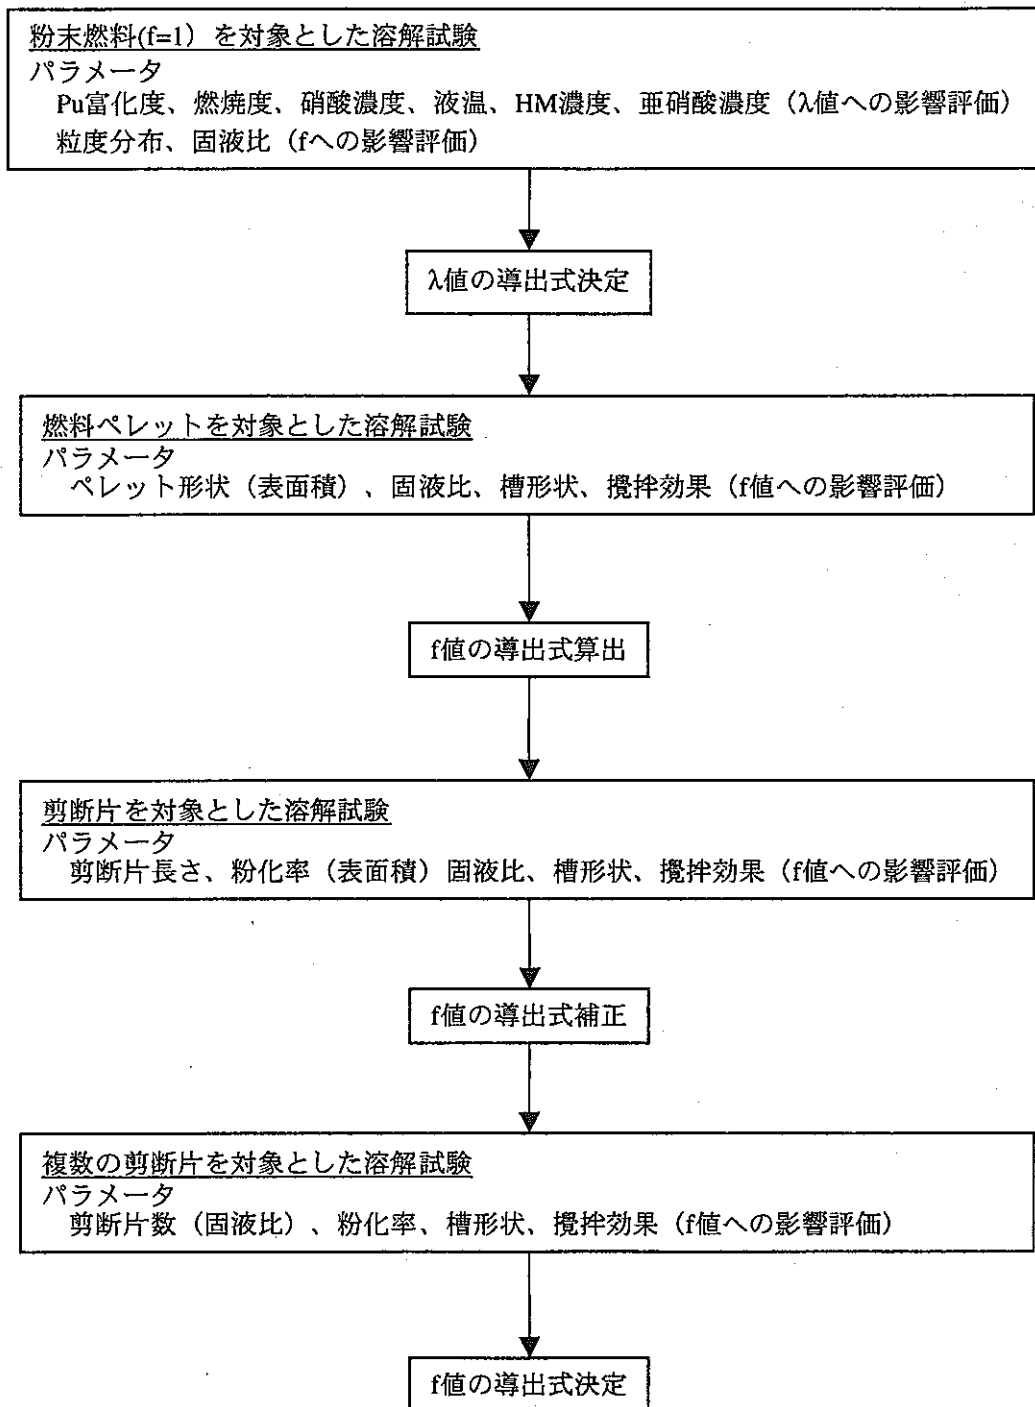 粉末燃料(f=1）を対象とした溶解試験
パラメータ
Pu富化度、燃焼度、硝酸濃度、液温、HM濃度、亜硝酸濃度（λ値への影響評価）
粒度分布、固液比（fへの影響評価）
λ値の導出式決定
燃料ペレットを対象とした溶解試験
パラメータ
ペレット形状（表面積）、固液比、槽形状、攪拌効果（f値への影響評価）
f値の導出式算出
剪断片を対象とした溶解試験
パラメータ
剪断片長さ、粉化率（表面積）固液比、槽形状、攪拌効果（f値への影響評価）
f値の導出式補正
複数の剪断片を対象とした溶解試験
パラメータ
剪断片数（固液比）、粉化率、槽形状、攪拌効果（f値への影響評価）
f値の導出式決定